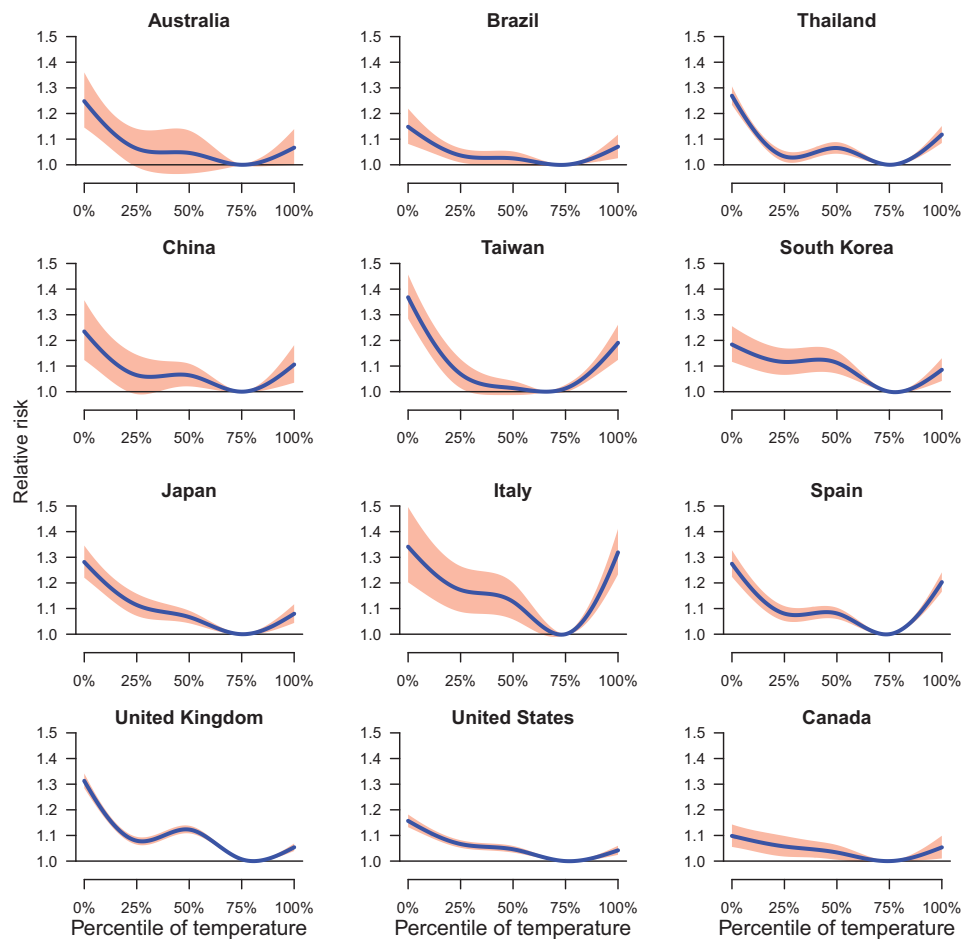 Australia Brazil Thailand
1.5 1.5 1.5
1.4 1.4 1.4
1.3 1.3 1.3
1.2 1.2 1.2
1.1 1.1 1.1
1.0 1.0 1.0
0% 25% 50% 75% 100% 0% 25% 50% 75% 100% 0% 25% 50% 75% 100%
China Taiwan South Korea
1.5 1.5 1.5
1.4 1.4 1.4
1.3 1.3 1.3
1.2 1.2 1.2
1.1 1.1 1.1
1.0 1.0 1.0
0% 25% 50% 75% 100% 0% 25% 50% 75% 100% 0% 25% 50% 75% 100%
Relative risk
Japan Italy Spain
1.5 1.5 1.5
1.4 1.4 1.4
1.3 1.3 1.3
1.2 1.2 1.2
1.1 1.1 1.1
1.0 1.0 1.0
0% 25% 50% 75% 100% 0% 25% 50% 75% 100% 0% 25% 50% 75% 100%
United Kingdom United States Canada
1.5 1.5 1.5
1.4 1.4 1.4
1.3 1.3 1.3
1.2 1.2 1.2
1.1 1.1 1.1
1.0 1.0 1.0
0% 25% 50% 75% 100% 0% 25% 50% 75% 100% 0% 25% 50% 75% 100%
Percentile of temperature Percentile of temperature Percentile of temperature